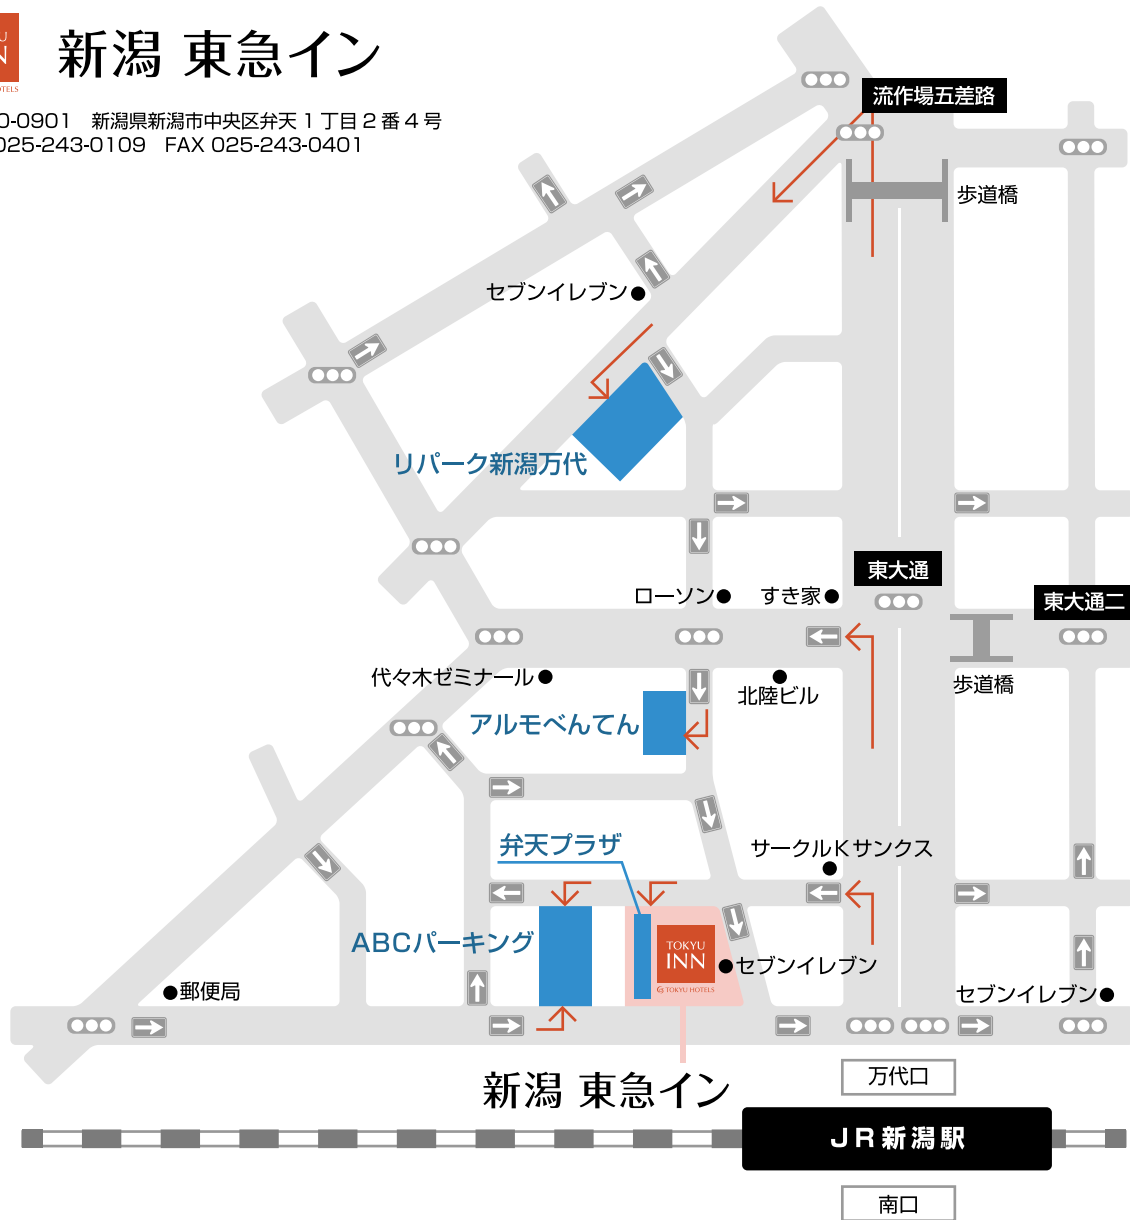 新潟 東急イン
0-0901 新潟県新潟市中央区弁天1丁目2番4号
025-243-0109 FAX 025-243-0401
流作場五差路
歩道橋
セブンイレブン
リパーク新潟万代
東大通
ローソン
すき家
東大通二
代々木ゼミナール
北陸ビル
歩道橋
アルモベんてん
弁天プラザ
サークルKサンクス
ABCパーキング
TOKYU
INN
TOKYU HOTELS
セブンイレブン
郵便局
セブンイレブン
新潟 東急イン
万代口
JR新潟駅
南口